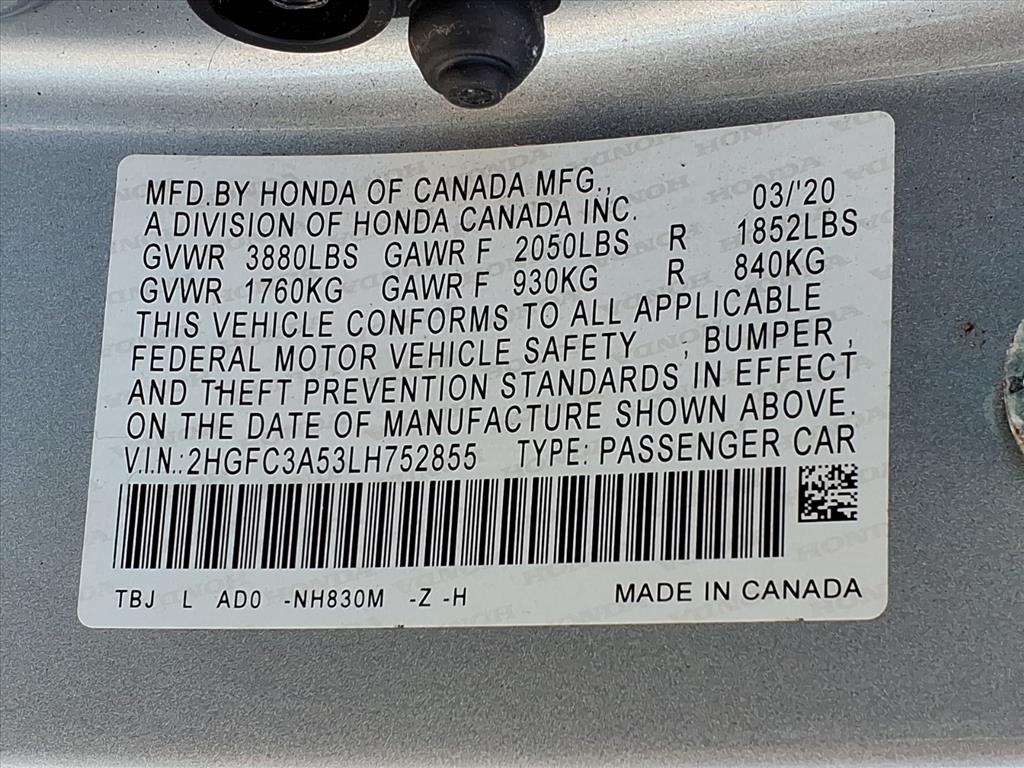 MFD.BY HONDA OF CANADA MFG.,
A DIVISION OF HONDA CANADA INC. 03/'20
GVWR 3880LBS GAWR F 2050LBS R 1852LBS
GVWR 1760KG GAWR F 930KG R 840KG
THIS VEHICLE CONFORMS TO ALL APPLICABLE
FEDERAL MOTOR VEHICLE SAFETY , BUMPER ,
AND THEFT PREVENTION STANDARDS IN EFFECT
ON THE DATE OF MANUFACTURE SHOWN ABOVE.
V.I.N.:2HGFC3A53LH752855 TYPE: PASSENGER CAR
TBJ L AD0 -NH830M -Z -H MADE IN CANADA